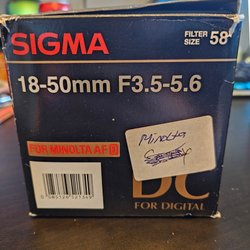 SIGMA
FILTER
SIZE 58
18-50mm F3.5-5.6
FOR MINOLTA AF D
Minolta
DC
FOR DIGITAL